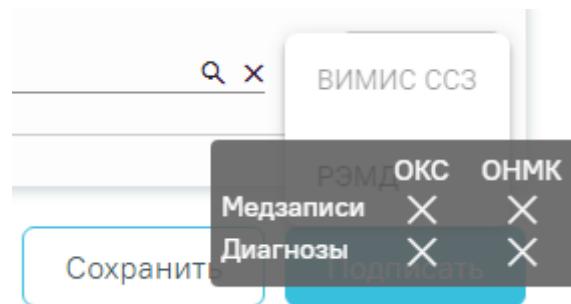 ВИМИС ССЗ
РЭМД
ОКС ОНМК
Медзаписи
Диагнозы
Сохранить
Подписать